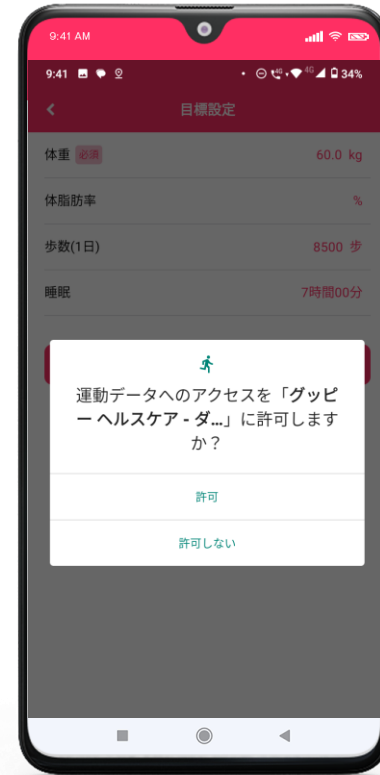 9:41 AM
9:41 4G 4G 34%
目標設定
体重 必須 60.0 kg
体脂肪率 %
歩数(1日) 8500 歩
睡眠 7時間00分
運動データへのアクセスを「グッピ
ー ヘルスケア - ダ...」に許可します
か？
許可
許可しない